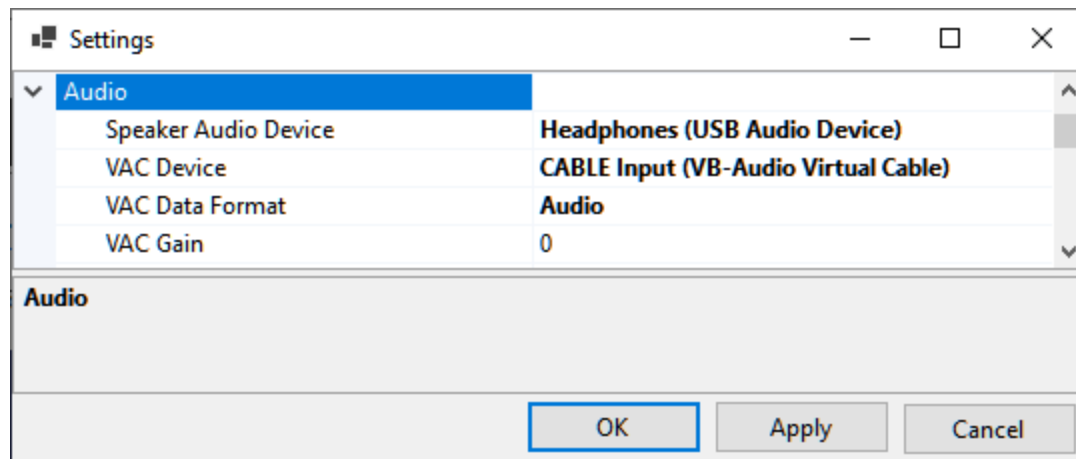 Settings
Audio
Speaker Audio Device Headphones (USB Audio Device)
VAC Device CABLE Input (VB-Audio Virtual Cable)
VAC Data Format Audio
VAC Gain 0
Audio
OK Apply Cancel